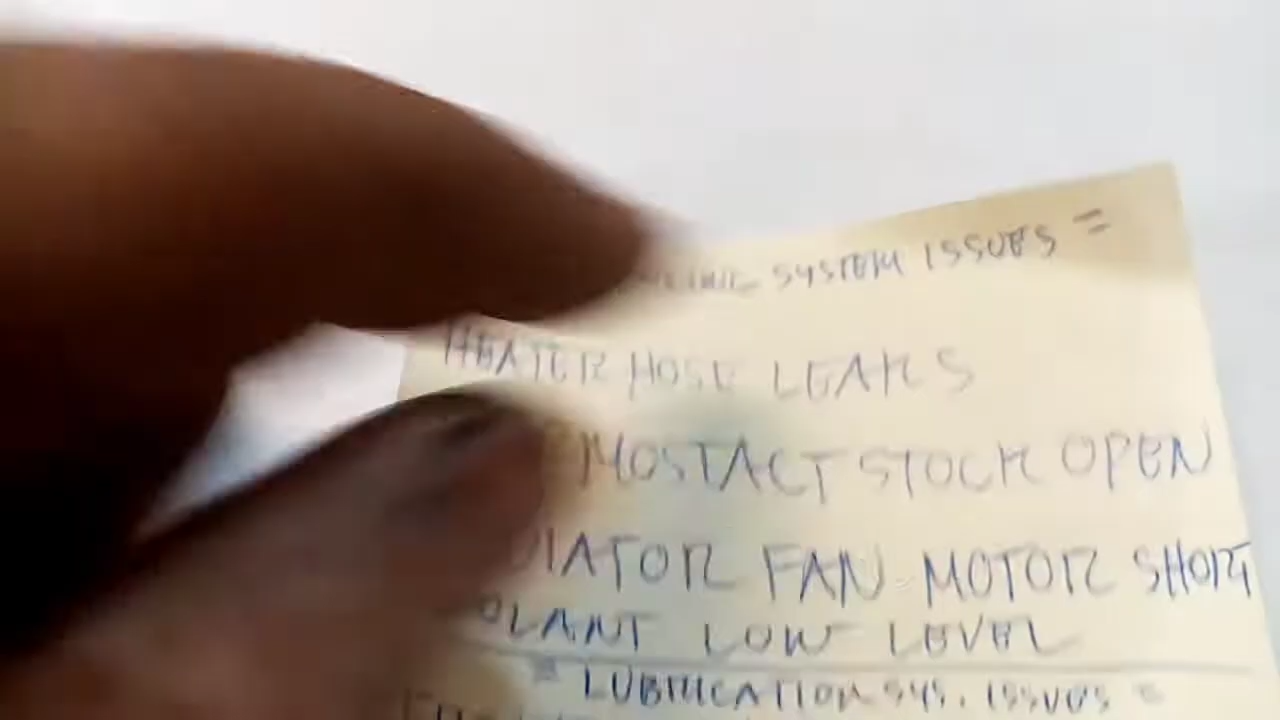 SYSTEM ISSUES =
HEATER HOSE LEAKS
MOSTACT STOCK OPEN
DIATOR FAN MOTOR SHORT
OLANT LOW LEVEL
= LUBRICATION SYS. ISSUES =